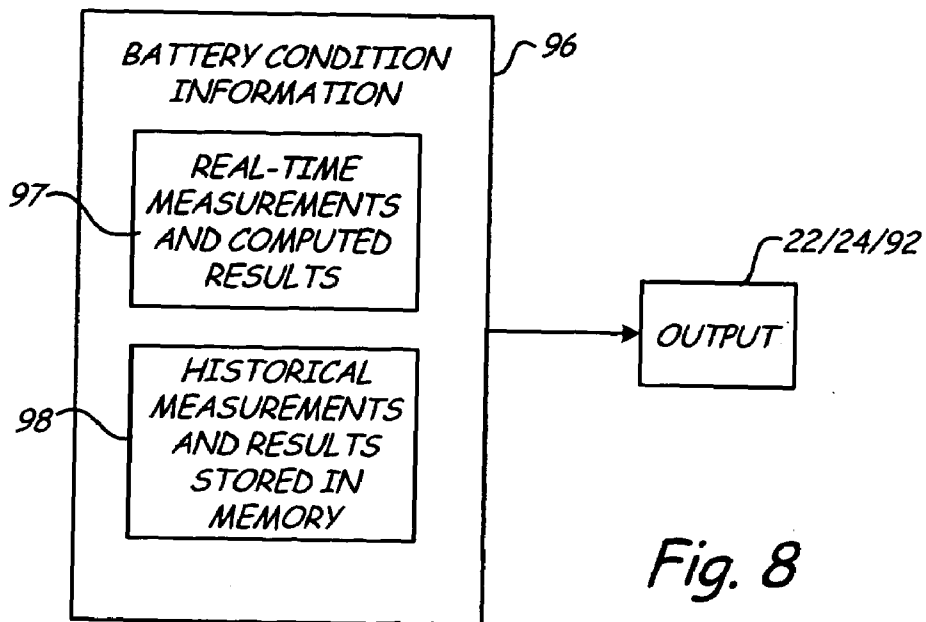 BATTERY CONDITION
INFORMATION
96
97
REAL-TIME
MEASUREMENTS
AND COMPUTED
RESULTS
22/24/92
OUTPUT
98
HISTORICAL
MEASUREMENTS
AND RESULTS
STORED IN
MEMORY
Fig. 8